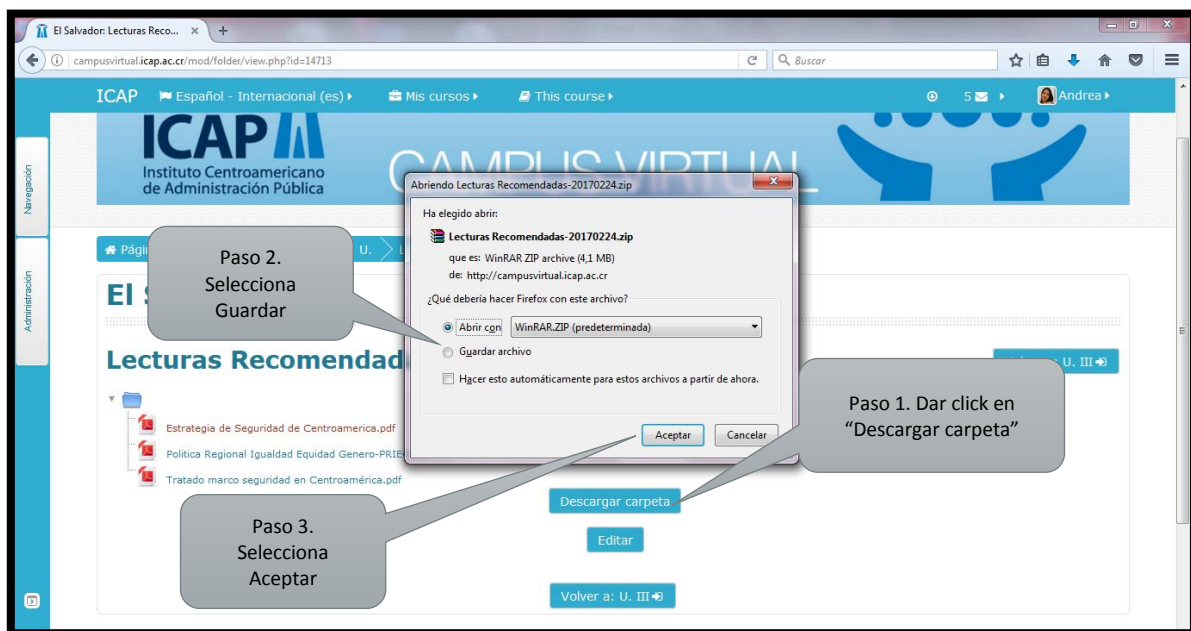 El Salvador: Lecturas Reco...
campusvirtual.icap.ac.cr/mod/folder/view.php?id=14713
Buscar
ICAP
Español - Internacional (es)
Mis cursos
This course
5
Andrea
ICAP
Instituto Centroamericano
de Administración Pública
CAMPUS VIRTUAL
Navegación
Administración
Abriendo Lecturas Recomendadas-20170224.zip
Ha elegido abrir:
Lecturas Recomendadas-20170224.zip
que es: WinRAR ZIP archive (4,1 MB)
de: http://campusvirtual.icap.ac.cr
¿Qué debería hacer Firefox con este archivo?
Abrir con
WinRAR.ZIP (predeterminada)
Guardar archivo
Hacer esto automáticamente para estos archivos a partir de ahora.
Aceptar
Cancelar
Paso 2.
Selecciona
Guardar
U.
El
Lecturas Recomendad
U. III
Paso 1. Dar click en
“Descargar carpeta”
Estrategia de Seguridad de Centroamerica.pdf
Politica Regional Igualdad Equidad Genero-PRIE
Tratado marco seguridad en Centroamérica.pdf
Descargar carpeta
Paso 3.
Selecciona
Aceptar
Editar
Volver a: U. III